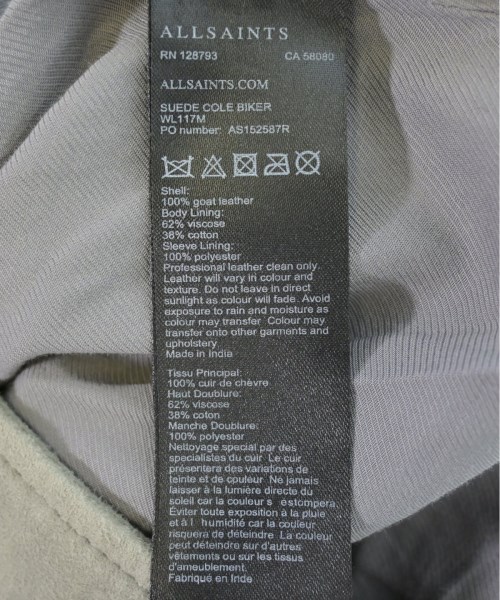 ALLSAINTS
RN 128793 CA 58080
ALLSAINTS.COM
SUEDE COLE BIKER
WL117M
PO number: AS152587R
Shell:
100% goat leather
Body Lining:
62% viscose
38% cotton
Sleeve Lining:
100% polyester
Professional leather clean only.
Leather will vary in colour and
texture. Do not leave in direct
sunlight as colour will fade. Avoid
exposure to rain and moisture as
colour may transfer. Colour may
transfer onto other garments and
upholstery.
Made in India
Tissu Principal:
100% cuir de chèvre
Haut Doublure:
62% viscose
38% coton
Manche Doublure:
100% polyester
Nettoyage special par des
specialistes du cuir. Le cuir
présentera des variations de
teinte et de couleur. Ne jamais
laisser à la lumière directe du
soleil car la couleur s estompera.
Éviter toute exposition à la pluie
et à l humidité car la couleur
risquera de déteindre. La couleur
peut déteindre sur d'autres
vêtements ou sur les tissus
d'ameublement.
Fabriqué en Inde